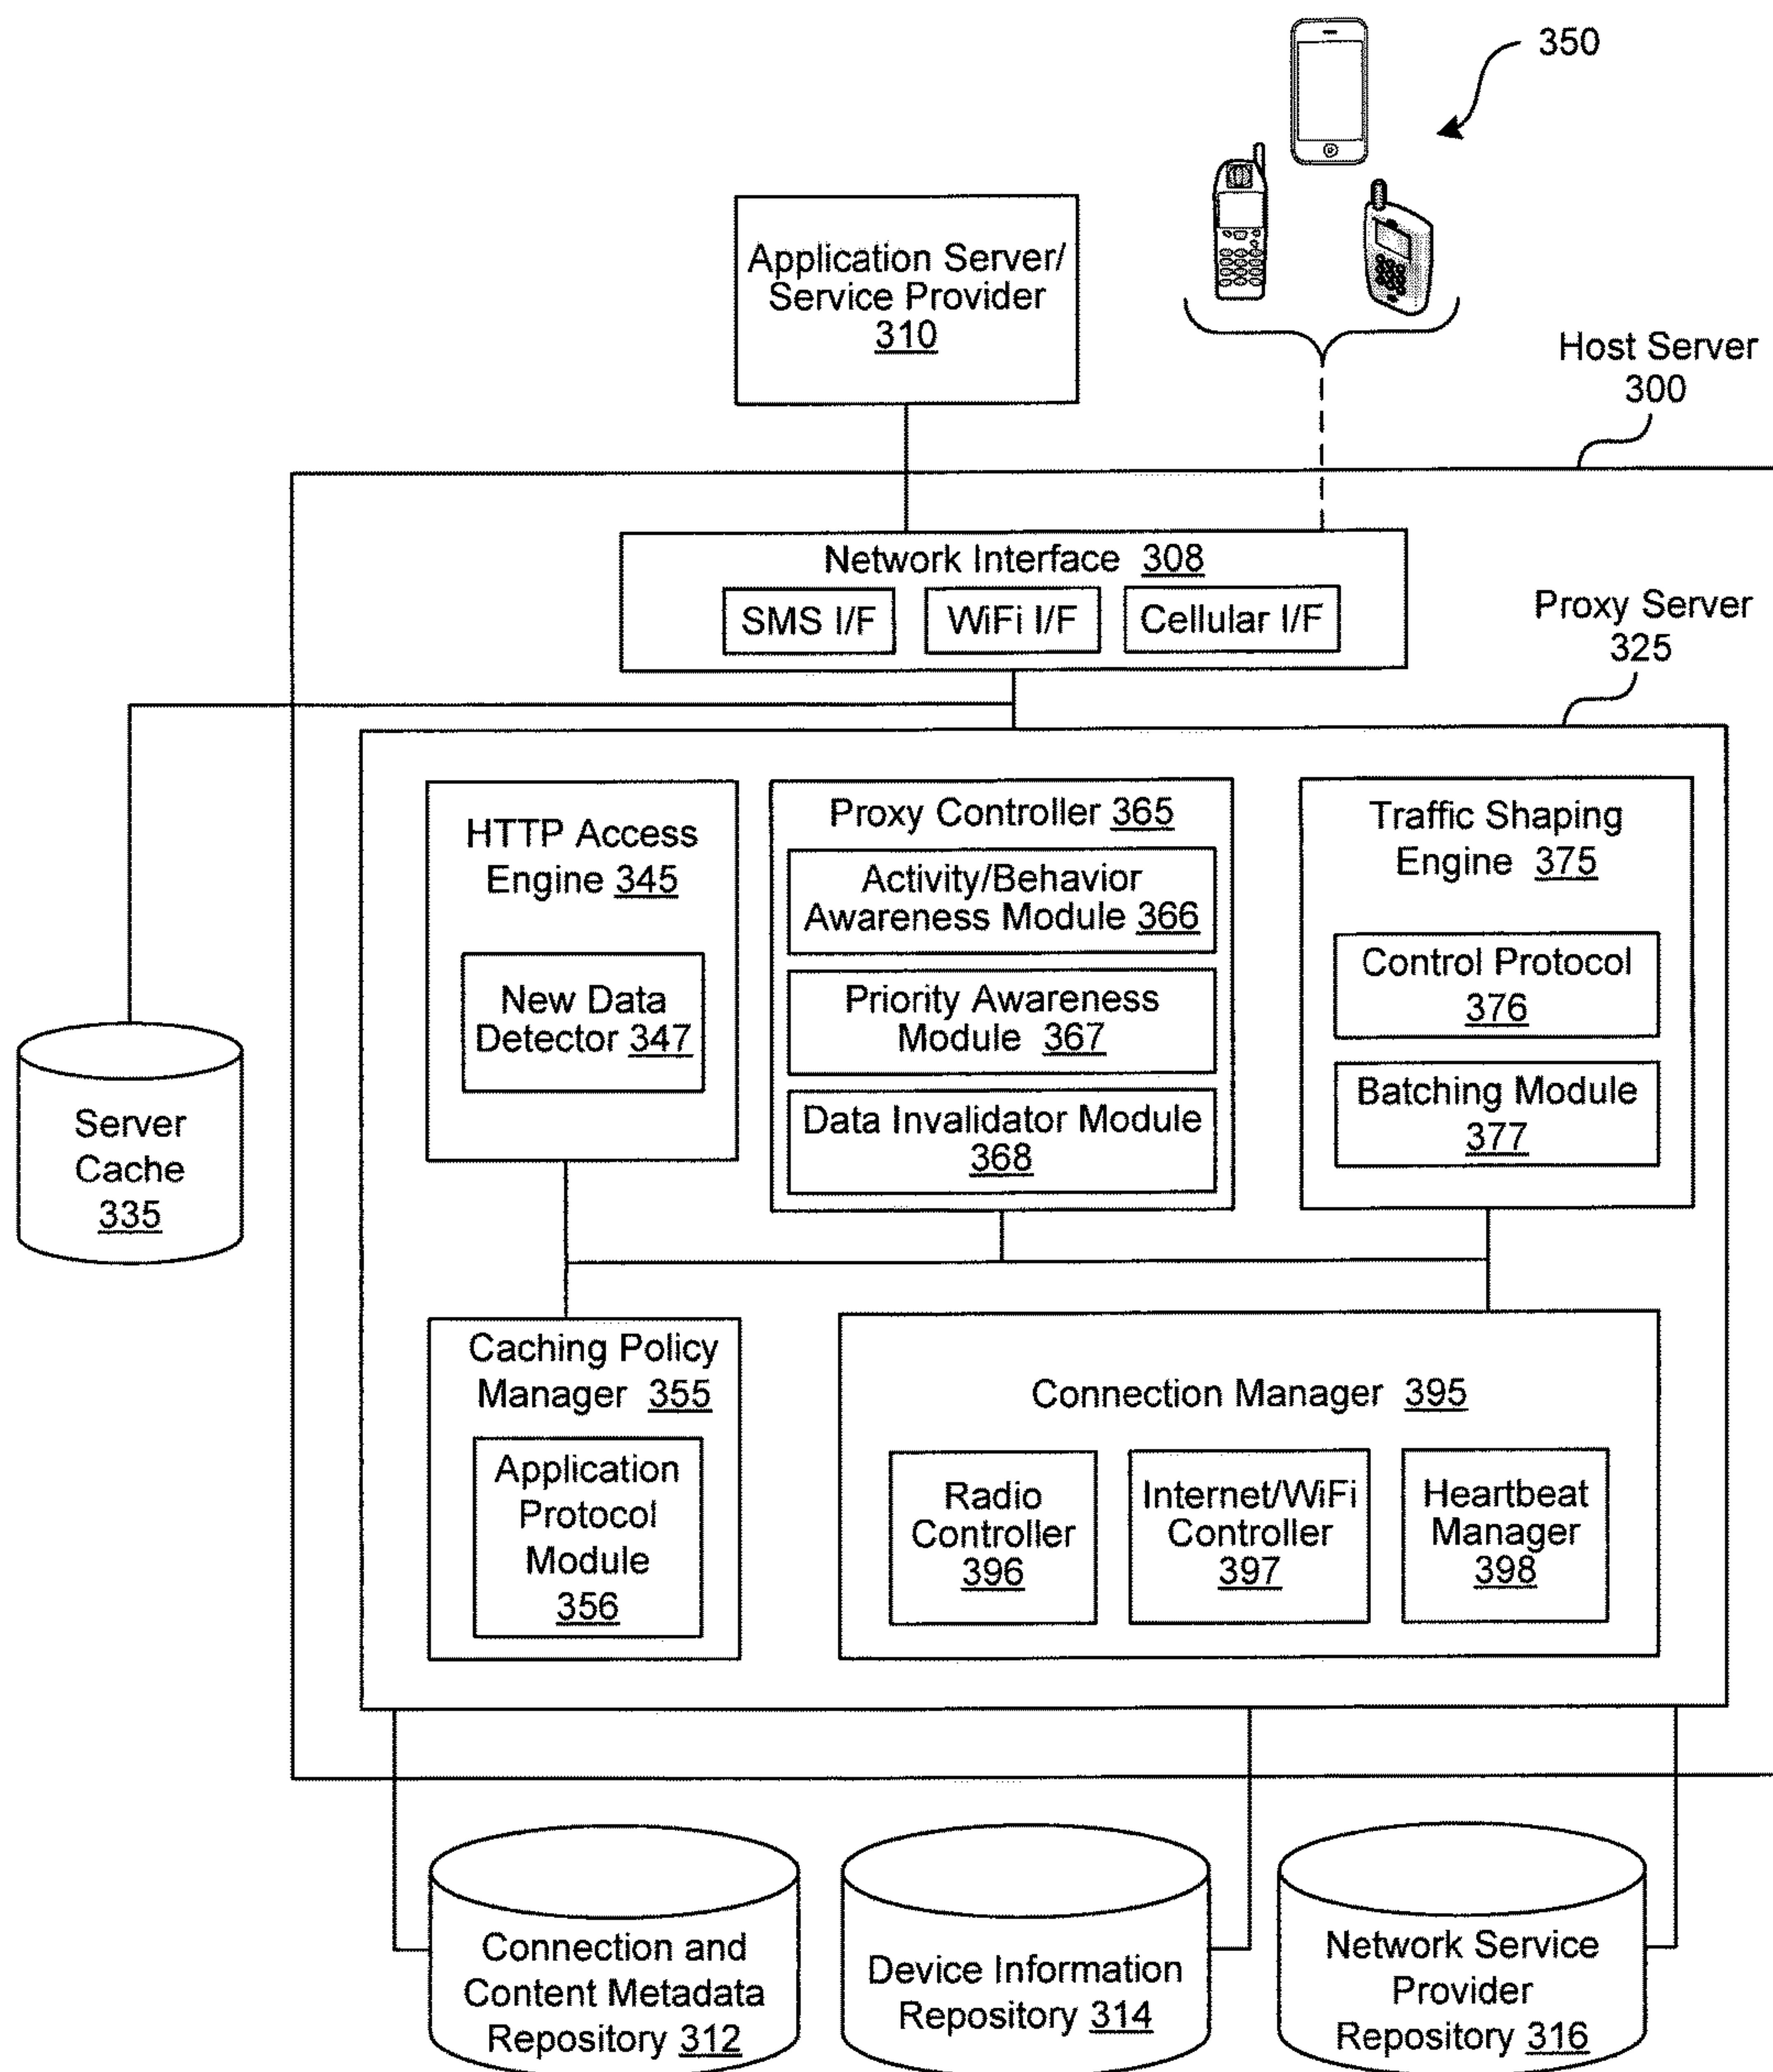 350
Application Server/
Service Provider
310
Host Server
300
Network Interface 308
SMS I/F
WiFi I/F
Cellular I/F
Proxy Server
325
HTTP Access
Engine 345
New Data
Detector 347
Proxy Controller 365
Activity/Behavior
Awareness Module 366
Priority Awareness
Module 367
Data Invalidator Module
368
Traffic Shaping
Engine 375
Control Protocol
376
Batching Module
377
Server
Cache
335
Caching Policy
Manager 355
Application
Protocol
Module
356
Connection Manager 395
Radio
Controller
396
Internet/WiFi
Controller
397
Heartbeat
Manager
398
Connection and
Content Metadata
Repository 312
Device Information
Repository 314
Network Service
Provider
Repository 316